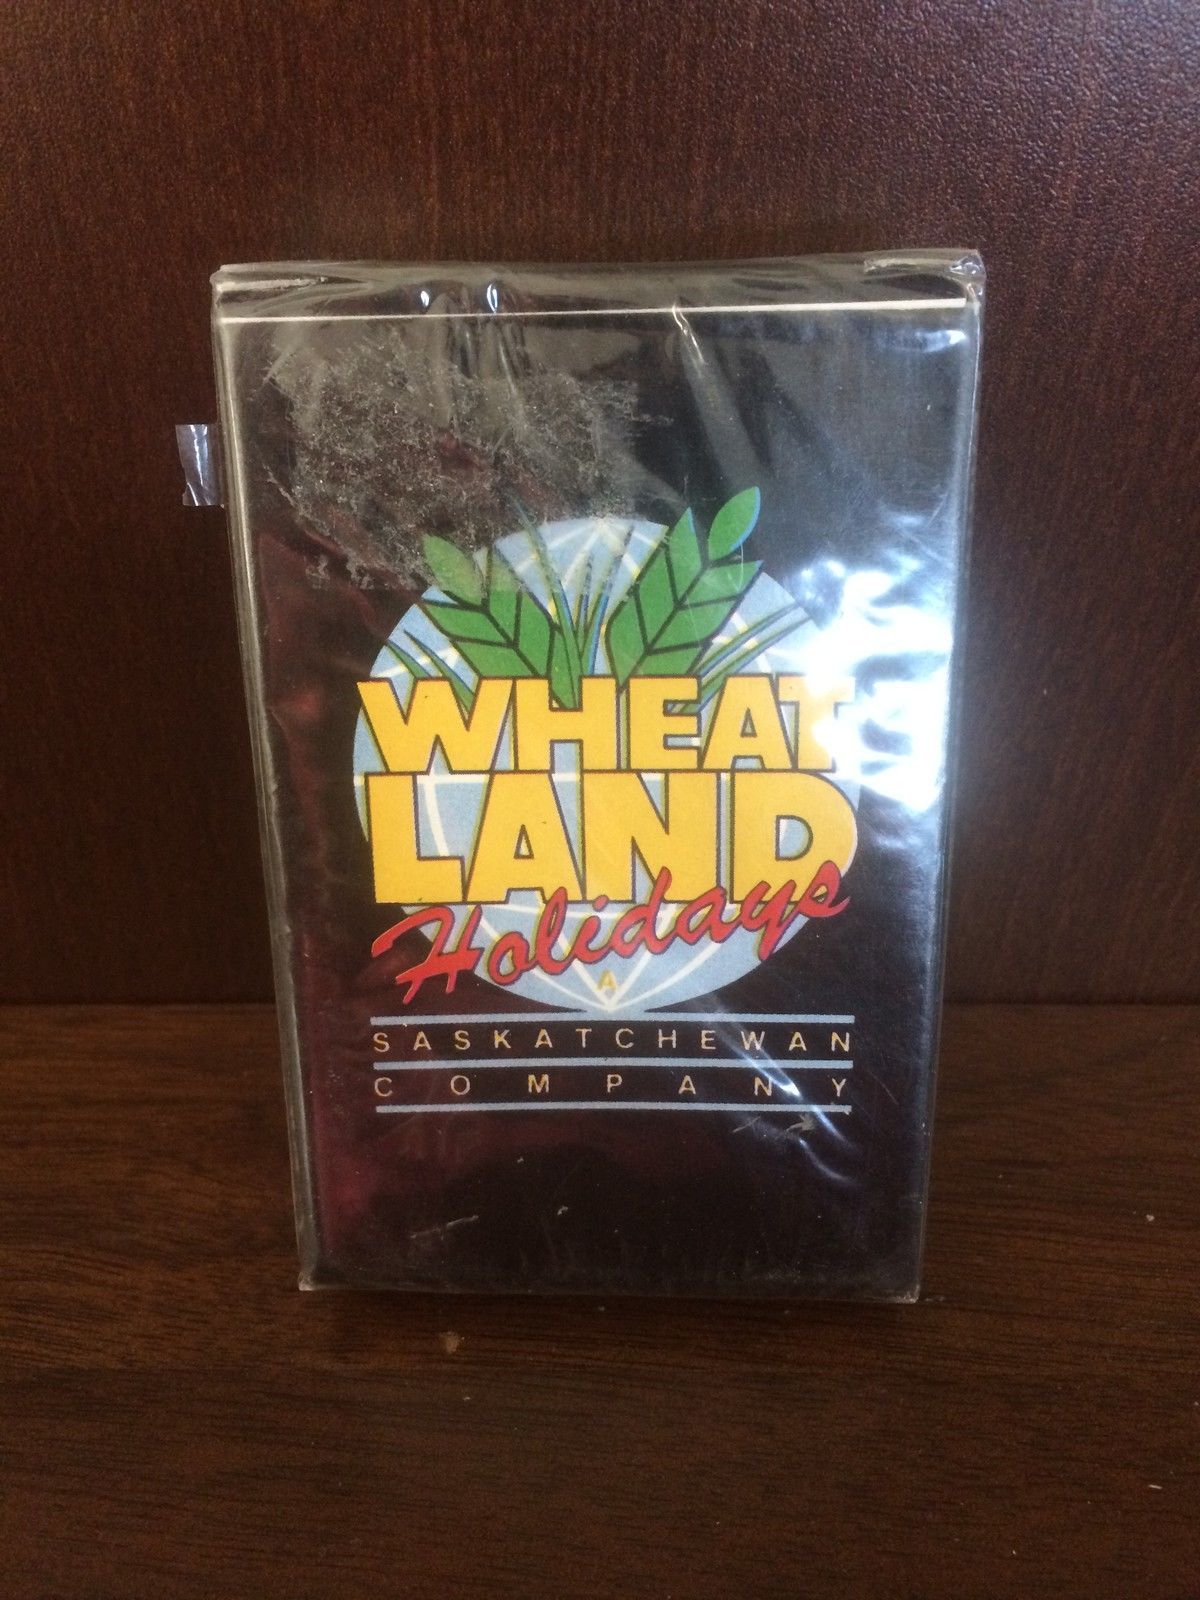 WHEAT
LAND
Holidays
A
SASKATCHEWAN
COMPANY